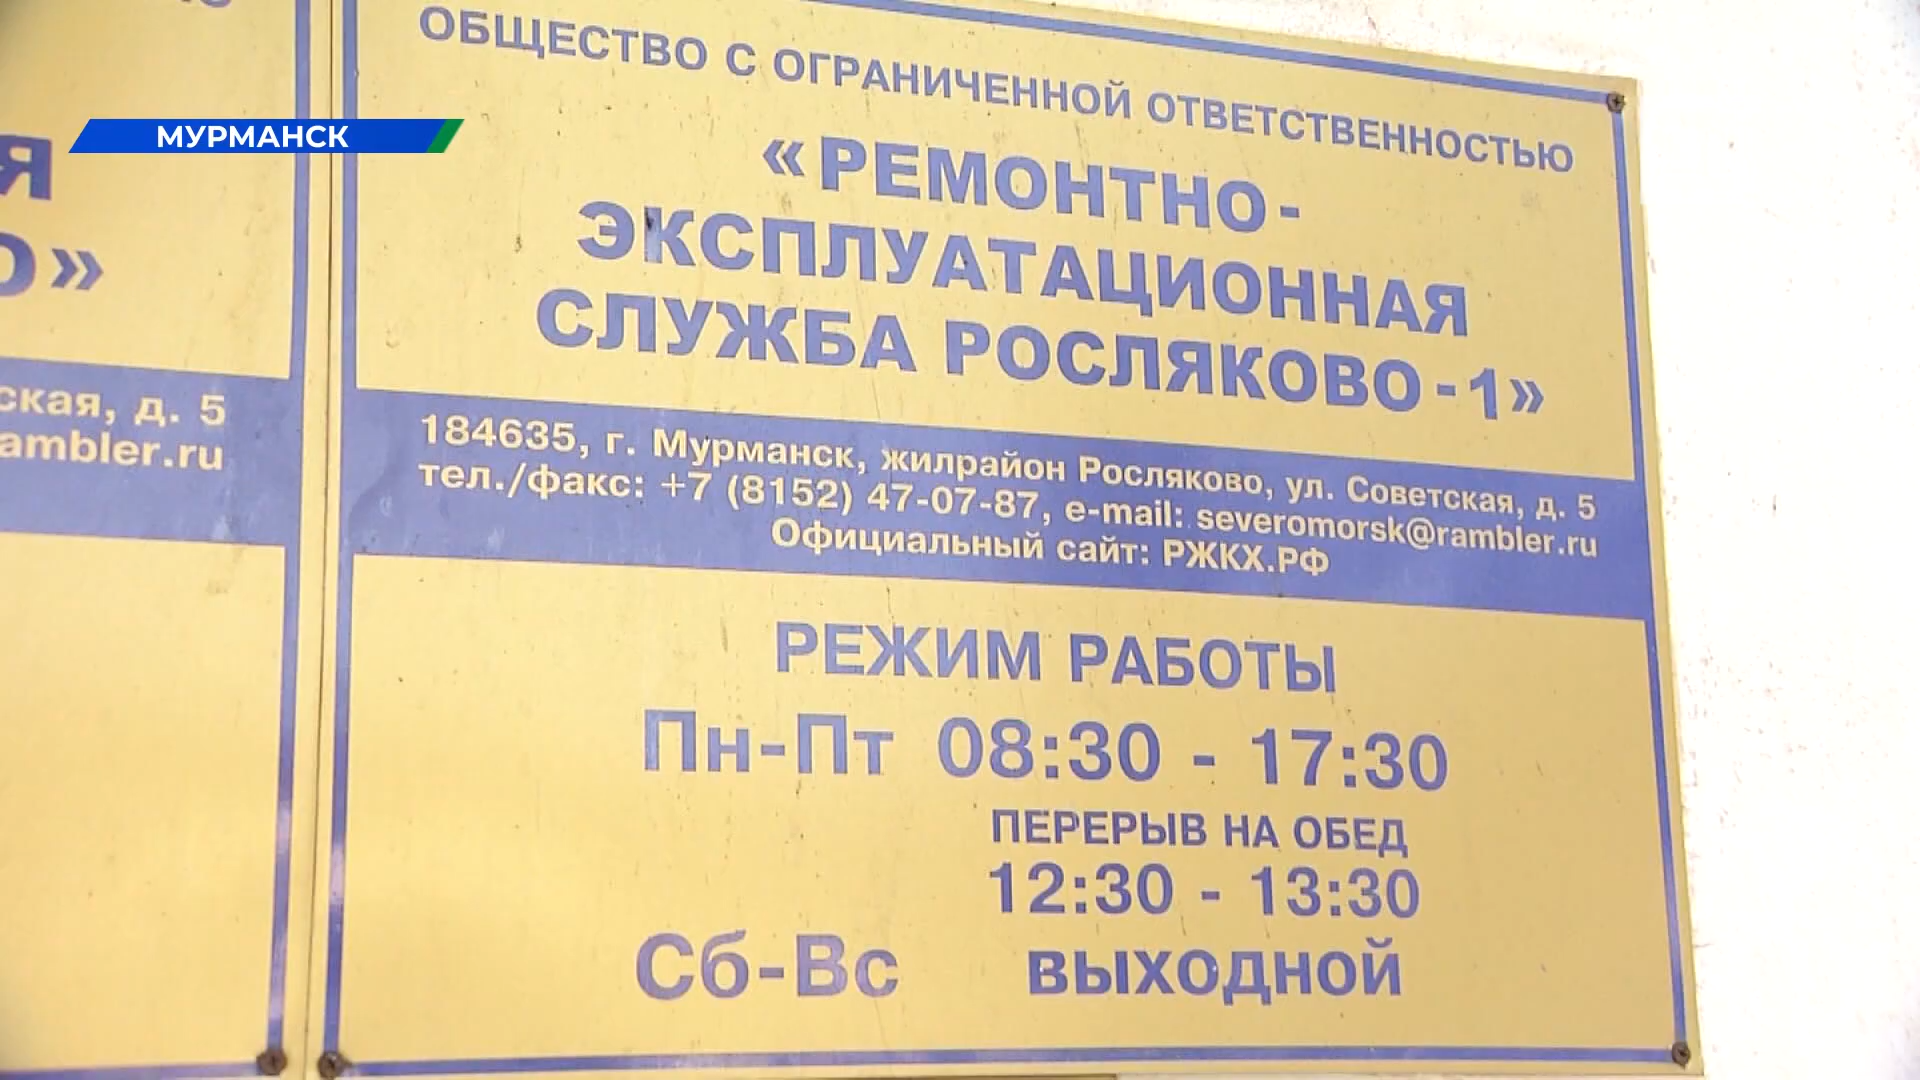 МУРМАНСК
Я
О»
ская, д. 5
ambler.ru
ОБЩЕСТВО С ОГРАНИЧЕННОЙ ОТВЕТСТВЕННОСТЬЮ
«РЕМОНТНО-
ЭКСПЛУАТАЦИОННАЯ
СЛУЖБА РОСЛЯКОВО-1»
184635, г. Мурманск, жилрайон Росляково, ул. Советская, д. 5
тел./факс: +7 (8152) 47-07-87, e-mail: severomorsk@rambler.ru
Официальный сайт: РЖКХ.РФ
РЕЖИМ РАБОТЫ
Пн-Пт 08:30 - 17:30
ПЕРЕРЫВ НА ОБЕД
12:30 - 13:30
Сб-Вс ВЫХОДНОЙ